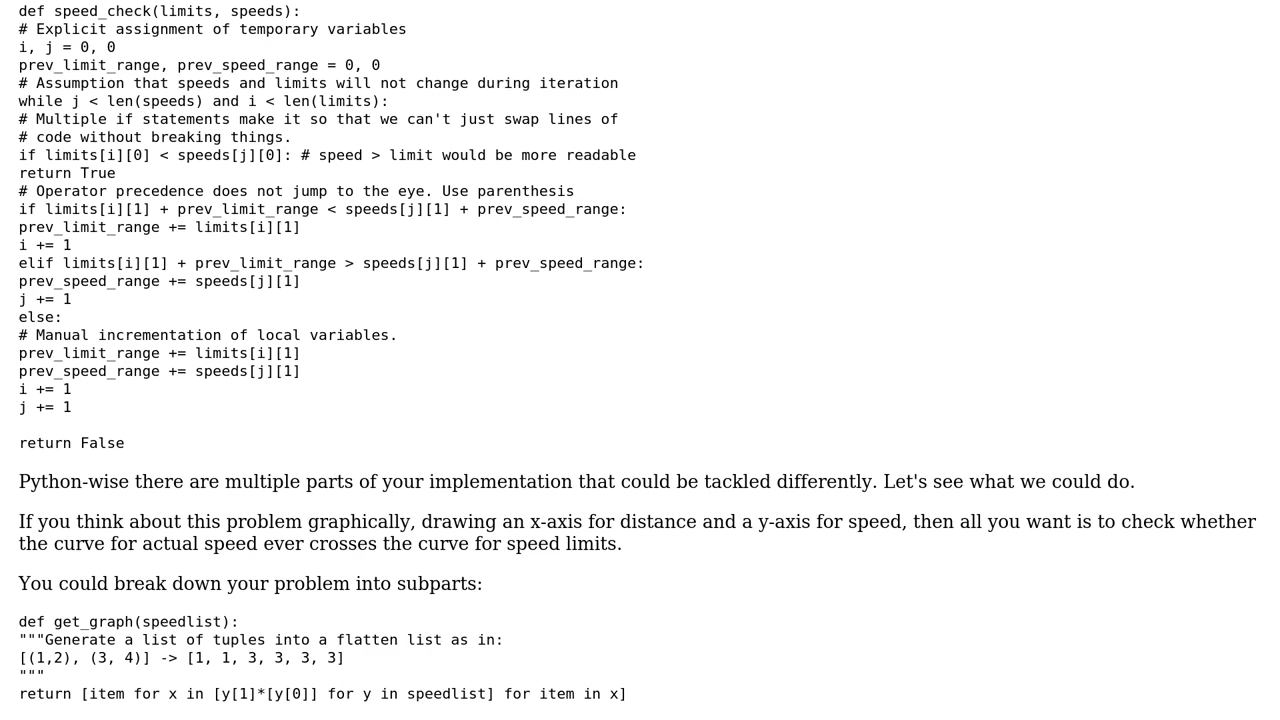 def speed_check(limits, speeds):
# Explicit assignment of temporary variables
i, j = 0, 0
prev_limit_range, prev_speed_range = 0, 0
# Assumption that speeds and limits will not change during iteration
while j < len(speeds) and i < len(limits):
# Multiple if statements make it so that we can't just swap lines of
# code without breaking things.
if limits[i][0] < speeds[j][0]: # speed > limit would be more readable
return True
# Operator precedence does not jump to the eye. Use parenthesis
if limits[i][1] + prev_limit_range < speeds[j][1] + prev_speed_range:
prev_limit_range += limits[i][1]
i += 1
elif limits[i][1] + prev_limit_range > speeds[j][1] + prev_speed_range:
prev_speed_range += speeds[j][1]
j += 1
else:
# Manual incrementation of local variables.
prev_limit_range += limits[i][1]
prev_speed_range += speeds[j][1]
i += 1
j += 1
return False
Python-wise there are multiple parts of your implementation that could be tackled differently. Let's see what we could do.
If you think about this problem graphically, drawing an x-axis for distance and a y-axis for speed, then all you want is to check whether
the curve for actual speed ever crosses the curve for speed limits.
You could break down your problem into subparts:
def get_graph(speedlist):
"""Generate a list of tuples into a flatten list as in:
[(1,2), (3, 4)] -> [1, 1, 3, 3, 3, 3]
"""
return [item for x in [y[1]*[y[0]] for y in speedlist] for item in x]